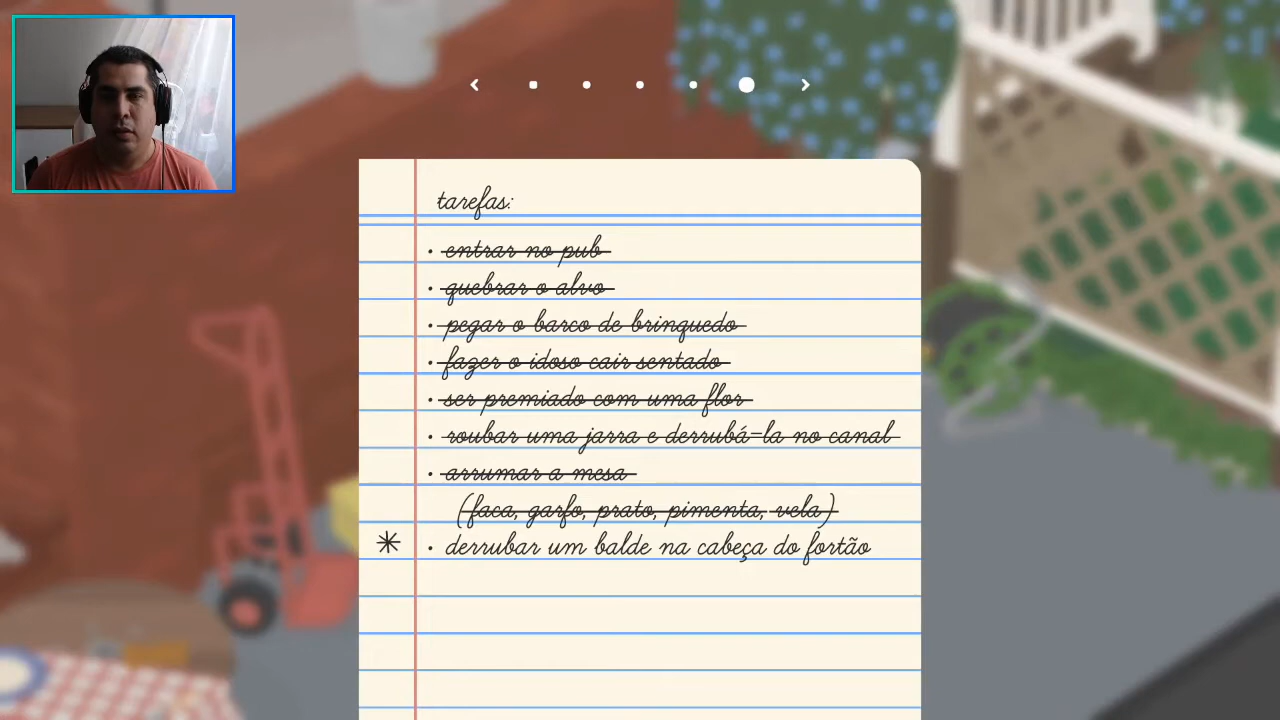 tarefas:
· entrar no pub
· quebrar o alvo
· pegar o barco de brinquedo
· fazer o idoso cair sentado
· ser premiado com uma flor
· roubar uma jarra e derrubá-la no canal
· arrumar a mesa
(faca, garfo, prato, pimenta, vela)
· derrubar um balde na cabeça do fortão